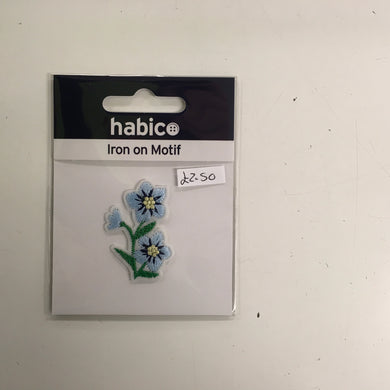 habico
Iron on Motif
£2.50